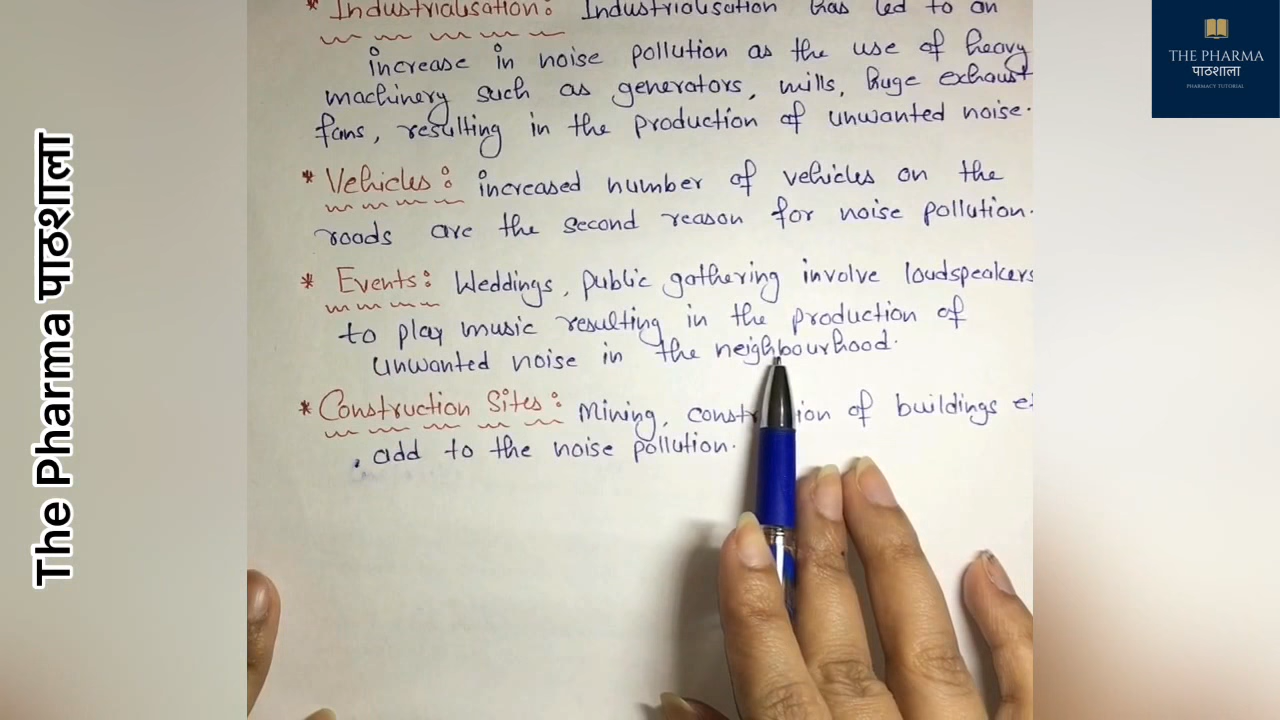 * Industrialisation: Industrialisation has led to an
increase in noise pollution as the use of heavy
machinery such as generators, mills, huge exhaust
fans, resulting in the production of unwanted noise.
* Vehicles: increased number of vehicles on the
roads are the second reason for noise pollution.
* Events: Weddings, public gathering involve loudspeakers
to play music resulting in the production of
unwanted noise in the neighbourhood.
* Construction Sites: Mining, of buildings
add to the noise pollution.
The Pharma पाठशाला
THE PHARMA
पाठशाला
PHARMACY TUTORIAL